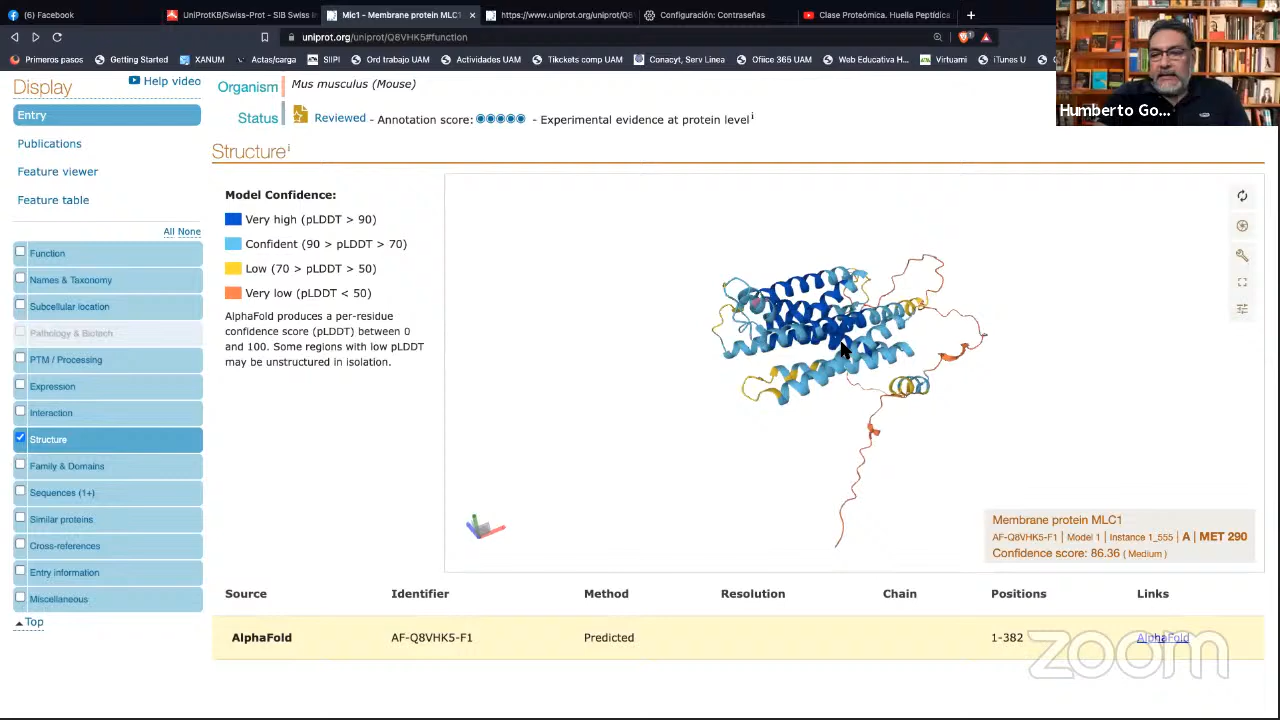 (6) Facebook
UniProtKB/Swiss-Prot - SIB Swiss I
Mlc1 - Membrane protein MLC1
https://www.uniprot.org/uniprot/Q8
Configuración: Contraseñas
Clase Proteómica. Huella Peptídica
uniprot.org/uniprot/Q8VHK5#function
Primeros pasos
Getting Started
XANUM
Actas/carga
SIIPI
Ord trabajo UAM
Actividades UAM
Tikckets comp UAM
Conacyt, Serv Linea
Ofiice 365 UAM
Web Educativa H...
Virtuami
iTunes U
Humberto Go...
Display
Help video
Entry
Publications
Feature viewer
Feature table
All None
Function
Names & Taxonomy
Subcellular location
Pathology & Biotech
PTM / Processing
Expression
Interaction
Structure
Family & Domains
Sequences (1+)
Similar proteins
Cross-references
Entry information
Miscellaneous
Top
Organism Mus musculus (Mouse)
Status Reviewed - Annotation score: - Experimental evidence at protein level i
Structure i
Model Confidence:
Very high (pLDDT > 90)
Confident (90 > pLDDT > 70)
Low (70 > pLDDT > 50)
Very low (pLDDT < 50)
AlphaFold produces a per-residue
confidence score (pLDDT) between 0
and 100. Some regions with low pLDDT
may be unstructured in isolation.
Membrane protein MLC1
AF-Q8VHK5-F1 | Model 1 | Instance 1_555 | A | MET 290
Confidence score: 86.36 ( Medium )
Source Identifier Method Resolution Chain Positions Links
AlphaFold AF-Q8VHK5-F1 Predicted 1-382 AlphaFold
zoom